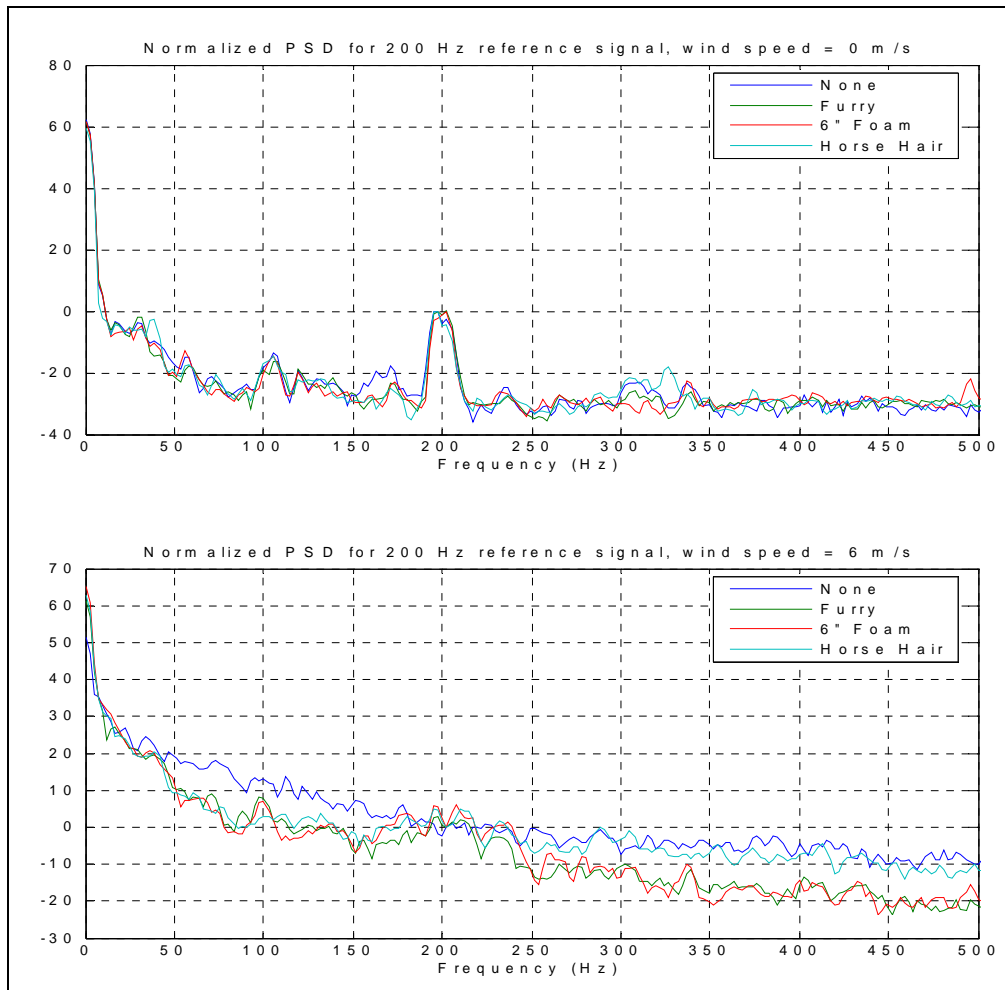 Normalized PSD for 200 Hz reference signal, wind speed = 0 m/s
80
60
40
20
0
-20
-40
None
Furry
6" Foam
Horse Hair
0 50 100 150 200 250 300 350 400 450 500
Frequency (Hz)
Normalized PSD for 200 Hz reference signal, wind speed = 6 m/s
70
60
50
40
30
20
10
0
-10
-20
-30
None
Furry
6" Foam
Horse Hair
0 50 100 150 200 250 300 350 400 450 500
Frequency (Hz)